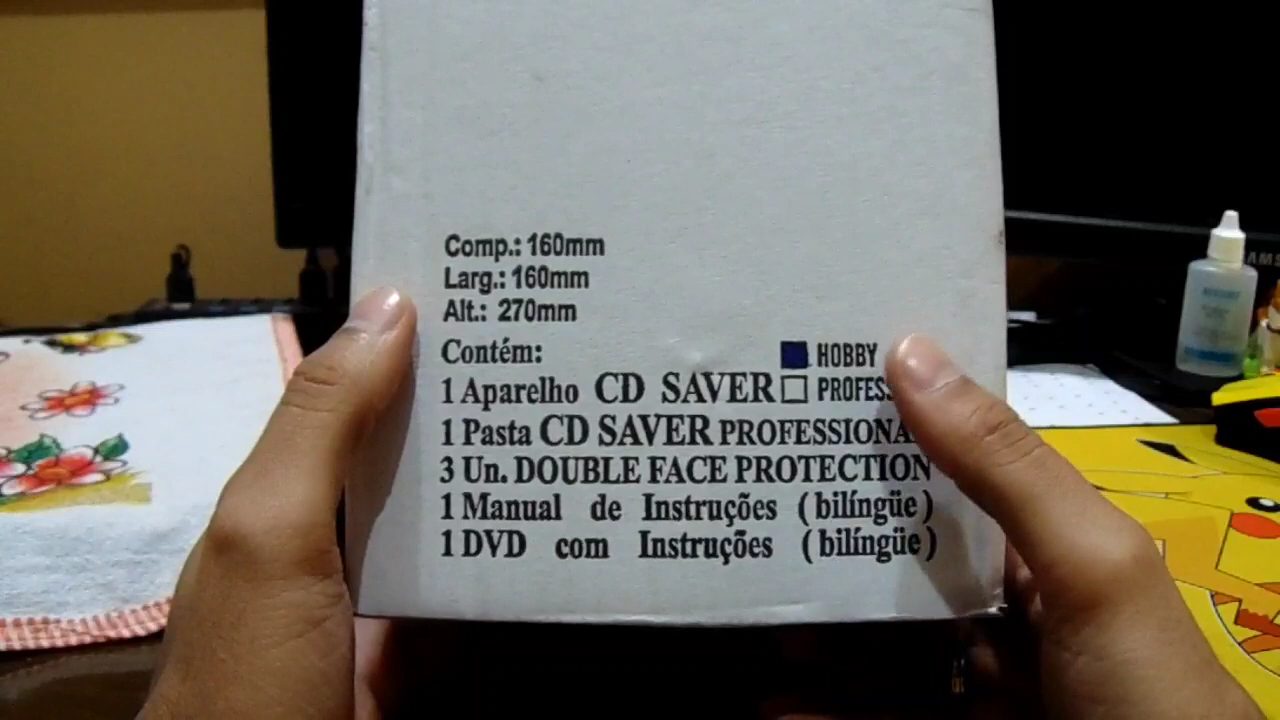 Comp.: 160mm
Larg.: 160mm
Alt.: 270mm
Contém:
HOBBY
1 Aparelho CD SAVER
1 Pasta CD SAVER
3 Un. DOUBLE FACE PROTECTION
1 Manual de Instruções (bilíngüe)
1 DVD com Instruções (bilíngüe)